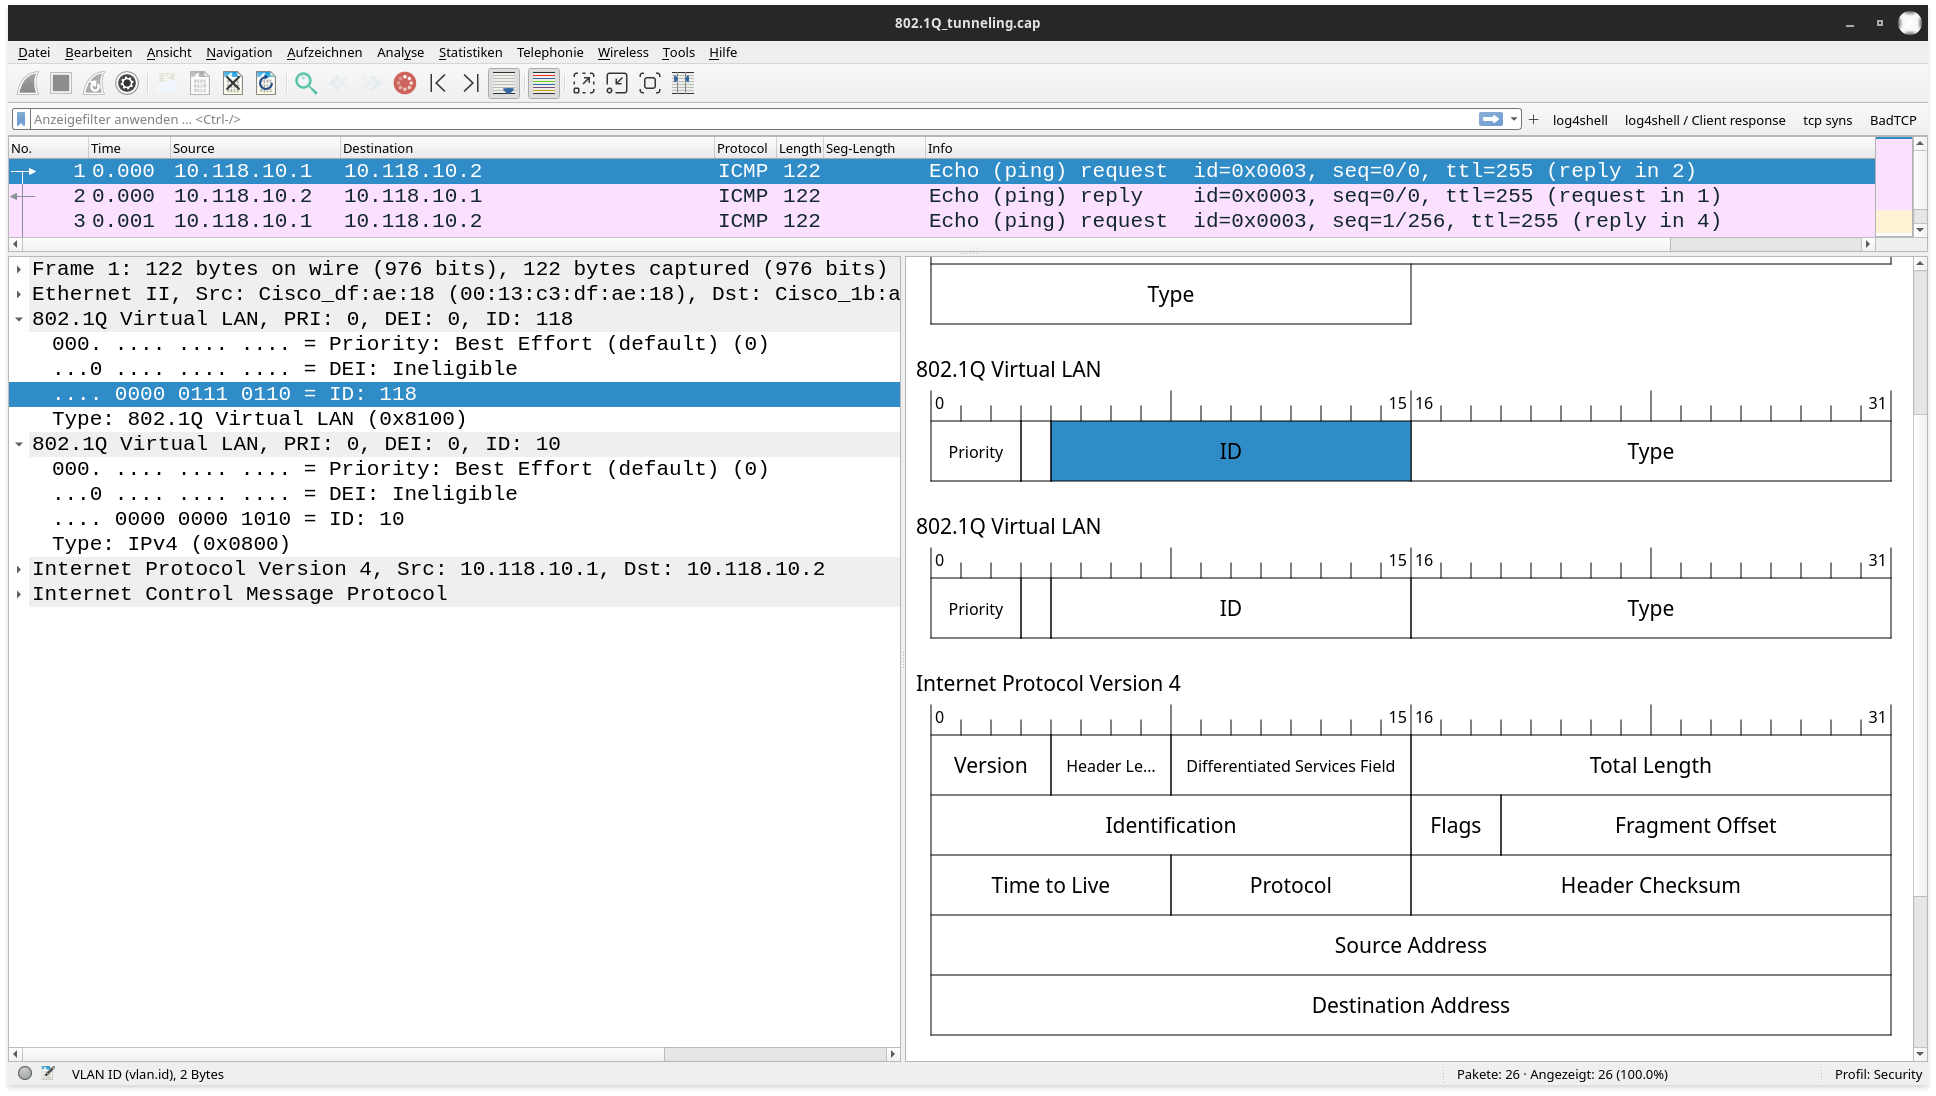 802.1Q_tunneling.cap
Datei Bearbeiten Ansicht Navigation Aufzeichnen Analyse Statistiken Telephonie Wireless Tools Hilfe
Anzeigefilter anwenden ... <Ctrl-/>
+ log4shell log4shell / Client response tcp syns BadTCP
No. Time Source Destination Protocol Length Seg-Length Info
1 0.000 10.118.10.1 10.118.10.2 ICMP 122 Echo (ping) request id=0x0003, seq=0/0, ttl=255 (reply in 2)
2 0.000 10.118.10.2 10.118.10.1 ICMP 122 Echo (ping) reply id=0x0003, seq=0/0, ttl=255 (request in 1)
3 0.001 10.118.10.1 10.118.10.2 ICMP 122 Echo (ping) request id=0x0003, seq=1/256, ttl=255 (reply in 4)
Frame 1: 122 bytes on wire (976 bits), 122 bytes captured (976 bits)
Ethernet II, Src: Cisco_df:ae:18 (00:13:c3:df:ae:18), Dst: Cisco_1b:a
802.1Q Virtual LAN, PRI: 0, DEI: 0, ID: 118
000. .... .... .... = Priority: Best Effort (default) (0)
...0 .... .... .... = DEI: Ineligible
.... 0000 0111 0110 = ID: 118
Type: 802.1Q Virtual LAN (0x8100)
802.1Q Virtual LAN, PRI: 0, DEI: 0, ID: 10
000. .... .... .... = Priority: Best Effort (default) (0)
...0 .... .... .... = DEI: Ineligible
.... 0000 0000 1010 = ID: 10
Type: IPv4 (0x0800)
Internet Protocol Version 4, Src: 10.118.10.1, Dst: 10.118.10.2
Internet Control Message Protocol
Type
802.1Q Virtual LAN
0 15 16 31
Priority ID Type
802.1Q Virtual LAN
0 15 16 31
Priority ID Type
Internet Protocol Version 4
0 15 16 31
Version Header Le... Differentiated Services Field Total Length
Identification Flags Fragment Offset
Time to Live Protocol Header Checksum
Source Address
Destination Address
VLAN ID (vlan.id), 2 Bytes
Pakete: 26 · Angezeigt: 26 (100.0%)
Profil: Security